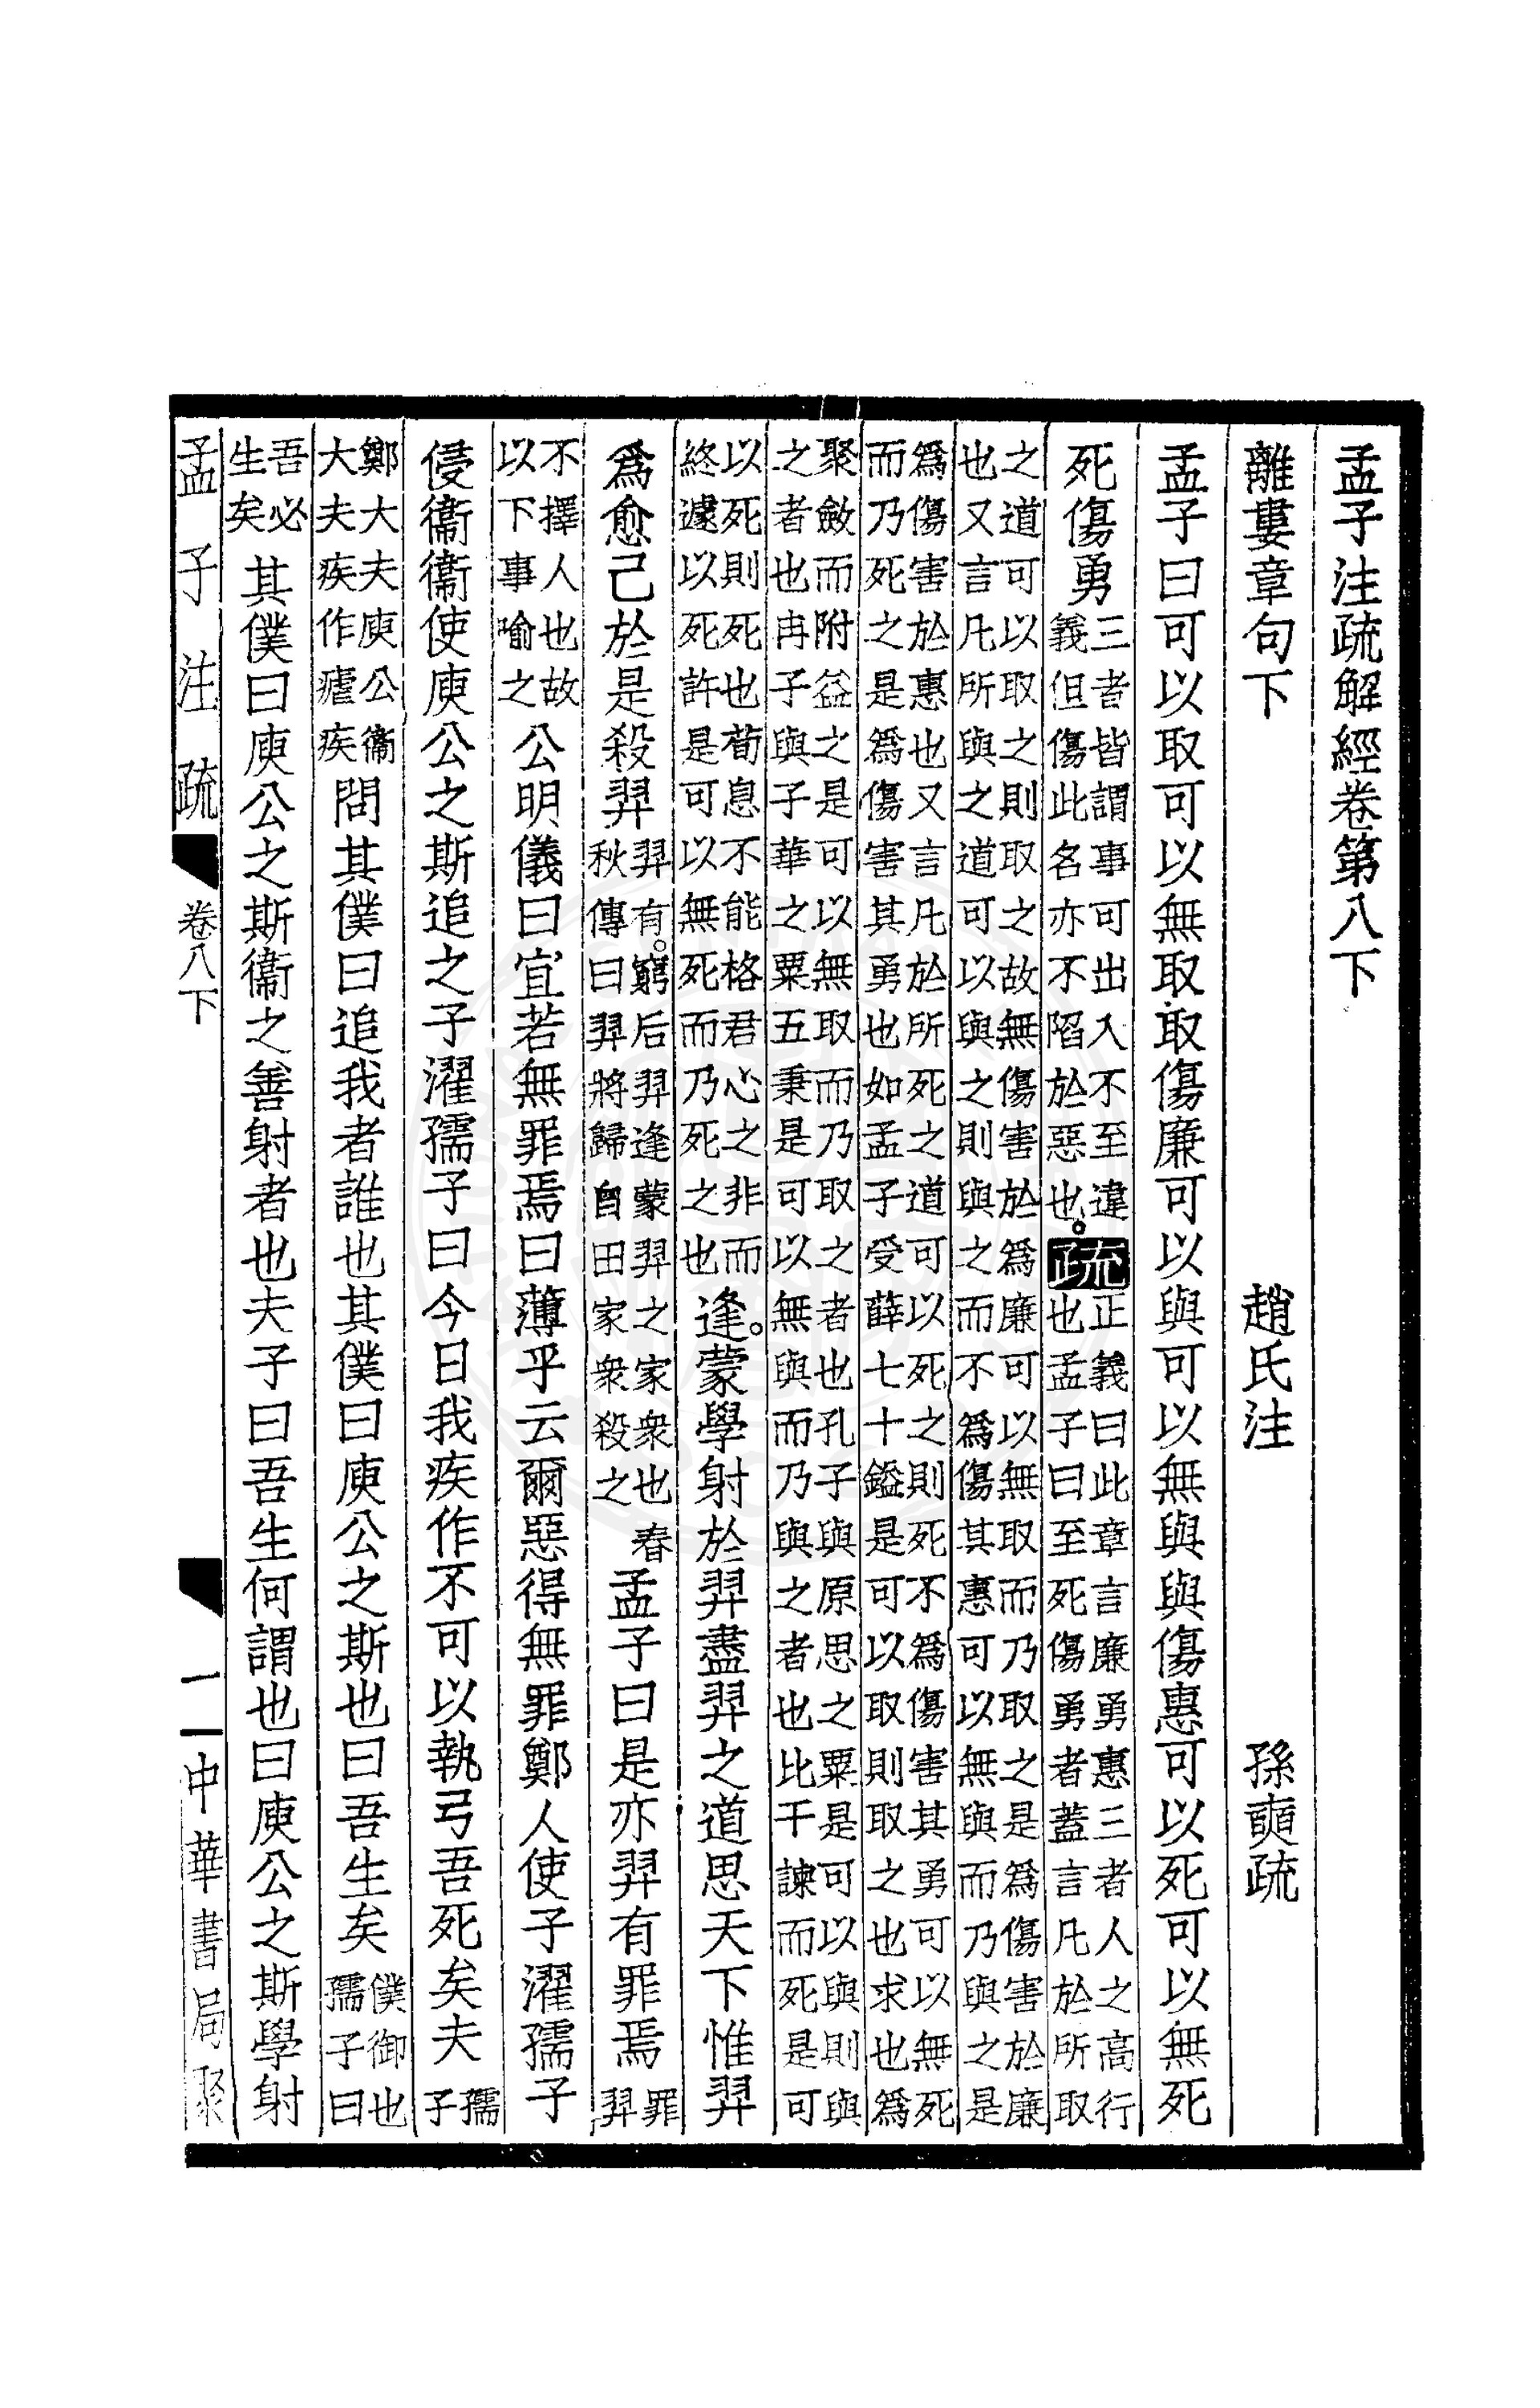 孟子注疏解經卷第八下
離婁章句下　趙氏注　孫奭疏
孟子曰可以取可以無取取傷廉可以與可以無與與傷惠可以死可以無死
死傷勇三者皆謂事可出入不至違義但傷此名亦不陷於惡也。疏正義曰此章言廉勇惠三者人之高行也孟子曰至死傷勇者蓋言凡於所取
之道可以取之則取之故無傷害於爲廉可以無取而乃取之是爲傷害於廉
也又言凡所與之道可以與之則與之而不爲傷其惠可以無與而乃與之是
爲傷害於惠也又言凡於所死之道可以死之則死不爲傷害其勇可以無死
而乃死之是爲傷害其勇也如孟子受薛七十鎰是可以取則取之也求也爲
聚斂而附益之是可以無取而乃取之者也孔子與原思之粟是可以與則與
之者也冉子與子華之粟五秉是可以無與而乃與之者也比干諫而死是可
以死則死也荀息不能格君心之非而終遽以死許是可以無死而乃死之也逢。蒙學射於羿盡羿之道思天下惟羿
爲愈己於是殺羿羿有。窮后羿逢蒙羿之家衆也春秋傳曰羿將歸自田家衆殺之孟子曰是亦羿有罪焉罪羿
不擇人也故以下事喻之公明儀曰宜若無罪焉曰薄乎云爾惡得無罪鄭人使子濯孺子
侵衞衞使庾公之斯追之子濯孺子曰今日我疾作不可以執弓吾死矣夫孺子
鄭大夫庾公衞大夫疾作瘧疾問其僕曰追我者誰也其僕曰庾公之斯也曰吾生矣僕御也孺子曰
吾必生矣其僕曰庾公之斯衞之善射者也夫子曰吾生何謂也曰庾公之斯學射
孟子注疏　卷八下　一　中華書局聚